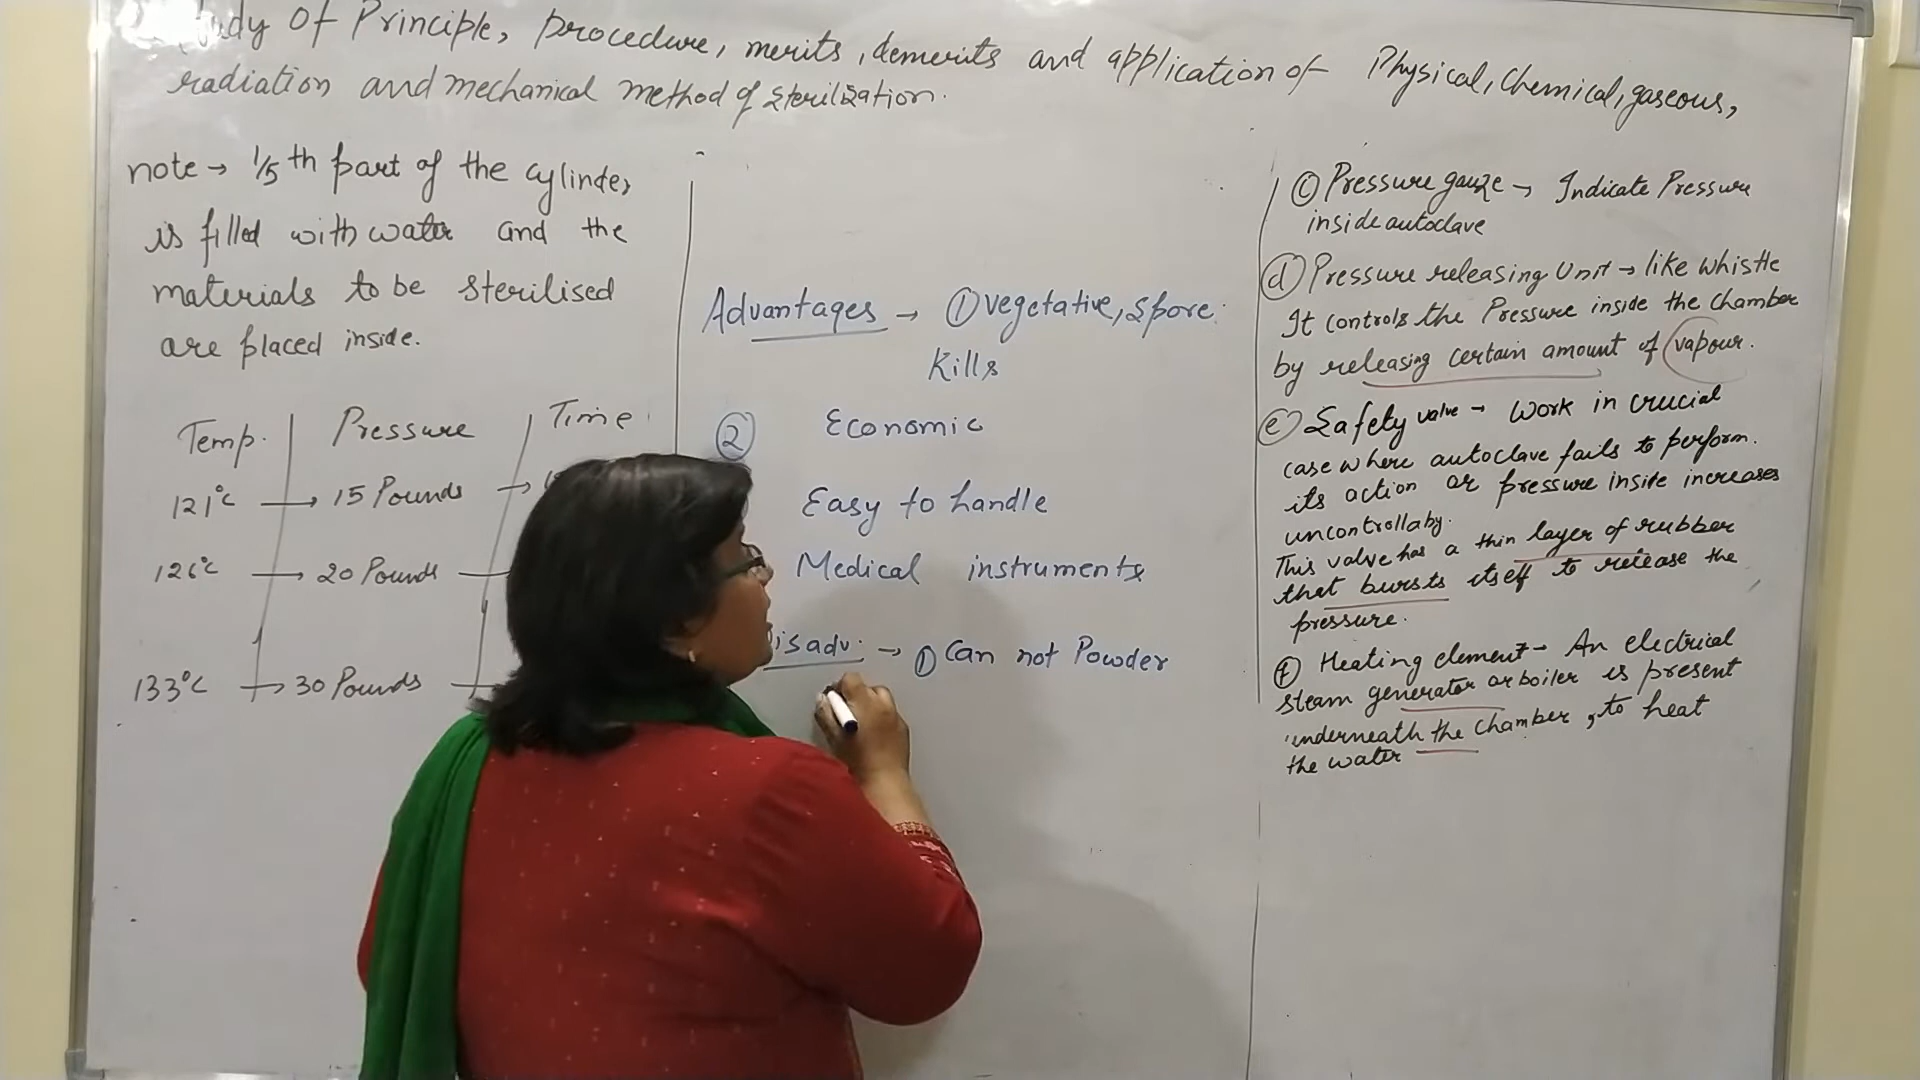 Study Of Principle, procedure, merits, demerits and application of Physical, Chemical, gaseous,
radiation and mechanical method of sterilization.
note → 1/5th part of the cylinder
is filled with water and the
materials to be sterilised
are placed inside.
Temp. Pressure Time
121°C → 15 Pounds →
126°C → 20 Pounds
133°C → 30 Pounds
Advantages → ① vegetative, spore
Kills
② Economic
Easy to handle
Medical instruments
isadv. → ① Can not Powder
ⓒ Pressure gauze → Indicate Pressure
inside autoclave
ⓓ Pressure releasing Unit → like whistle
It controls the Pressure inside the chamber
by releasing certain amount of vapour.
ⓔ Safety valve → Work in crucial
case where autoclave fails to perform.
its action or pressure inside increases
uncontrollaby.
This valve has a thin layer of rubber
that bursts itself to release the
pressure.
ⓕ Heating element - An electrical
steam generator or boiler is present
underneath the chamber, to heat
the water